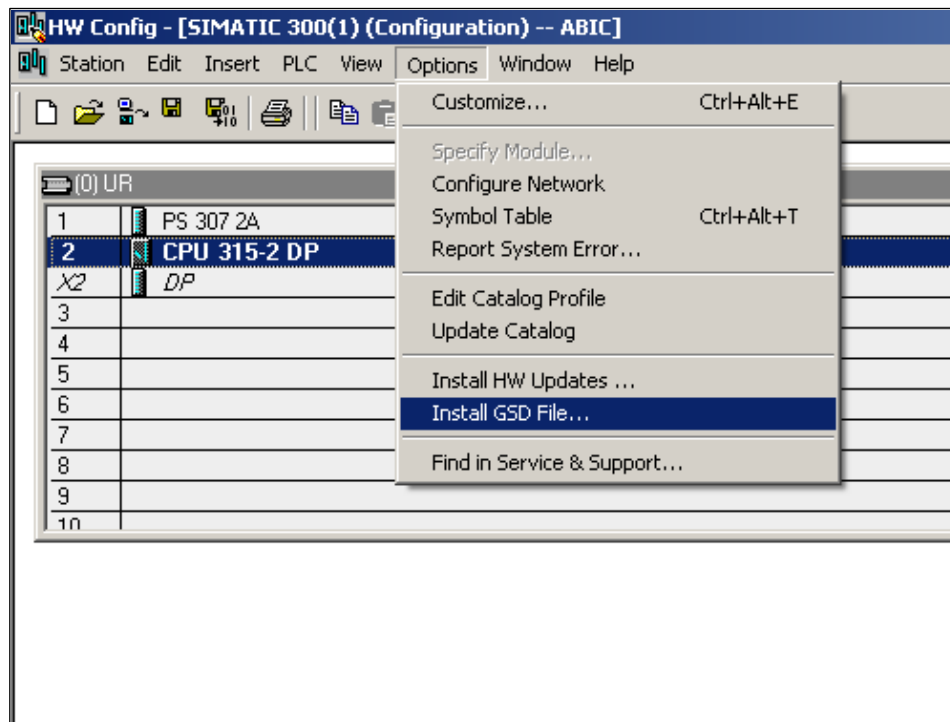 HW Config - [SIMATIC 300(1) (Configuration) -- ABIC]
Station Edit Insert PLC View Options Window Help
Customize... Ctrl+Alt+E
Specify Module...
Configure Network
Symbol Table Ctrl+Alt+T
Report System Error...
Edit Catalog Profile
Update Catalog
Install HW Updates ...
Install GSD File...
Find in Service & Support...
(0) UR
1 PS 307 2A
2 CPU 315-2 DP
X2 DP
3
4
5
6
7
8
9
10